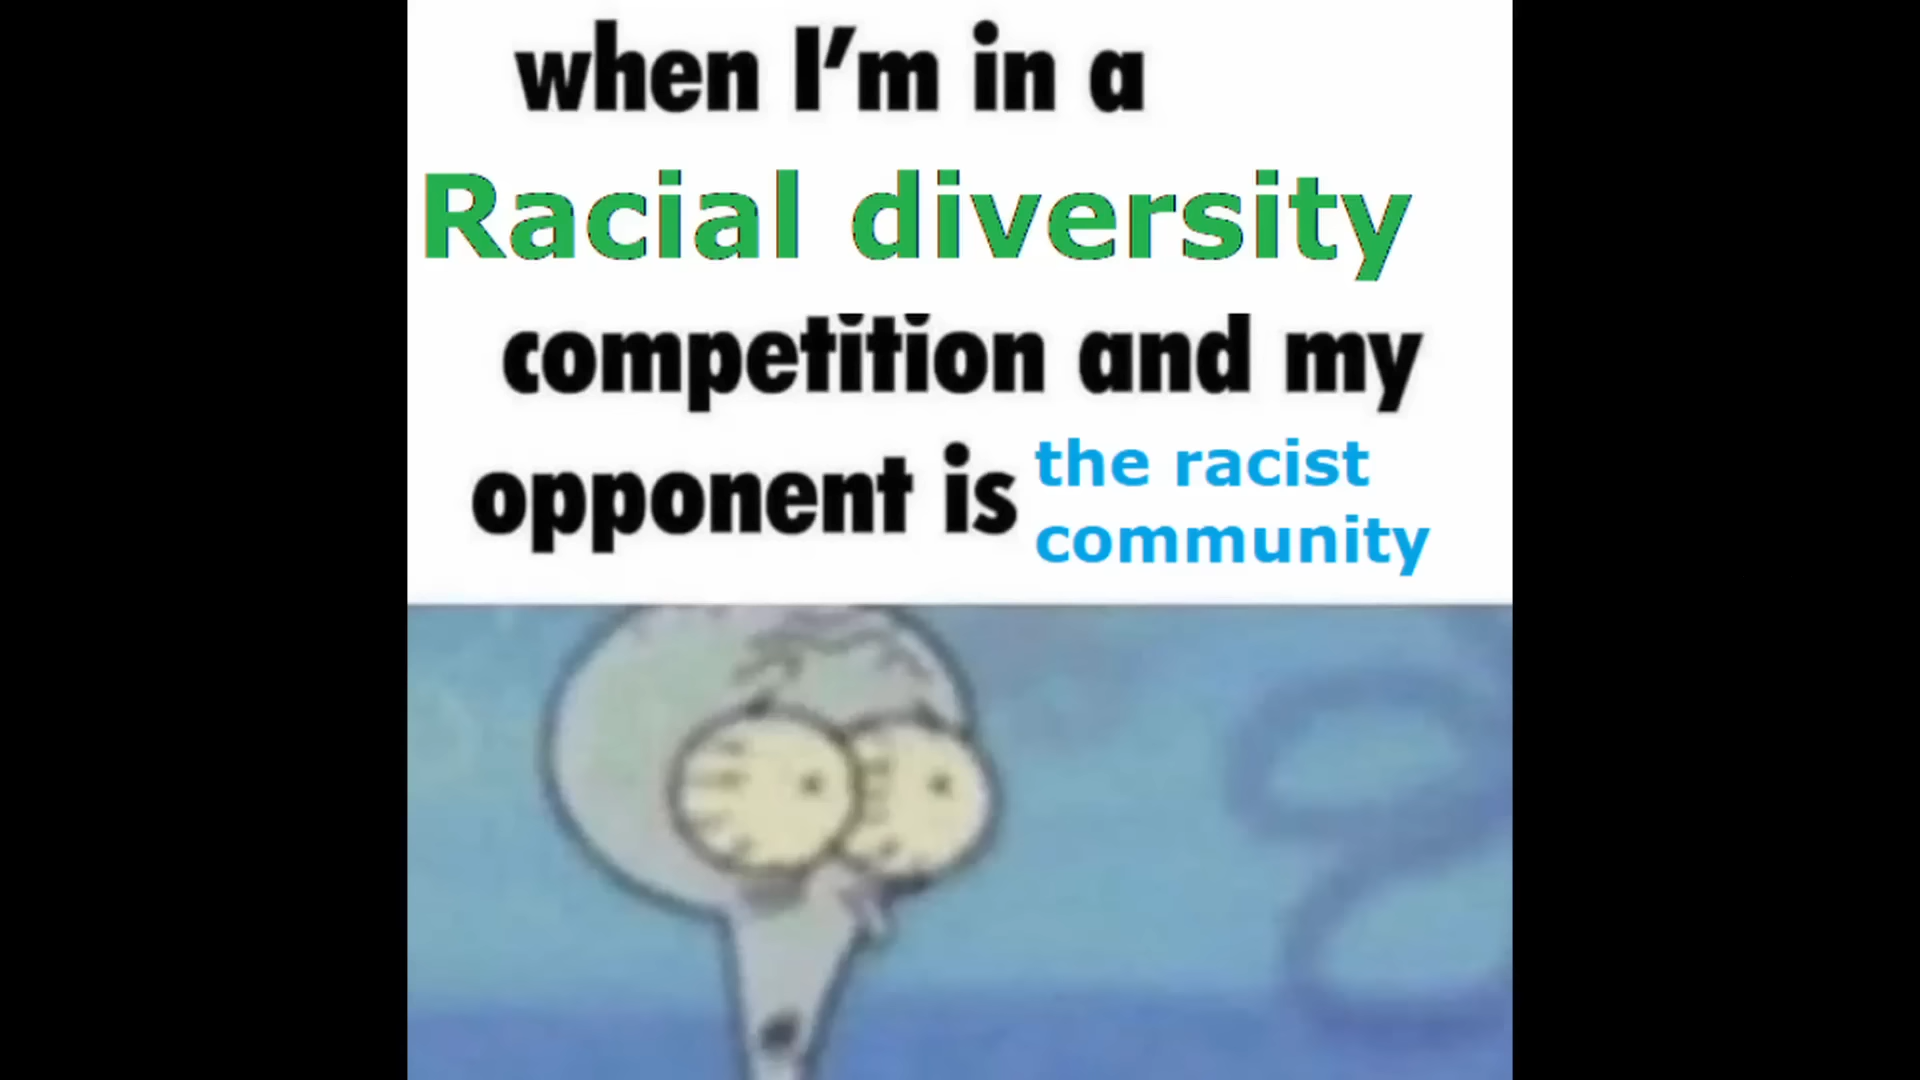 when I'm in a
Racial diversity
competition and my
opponent is the racist
community